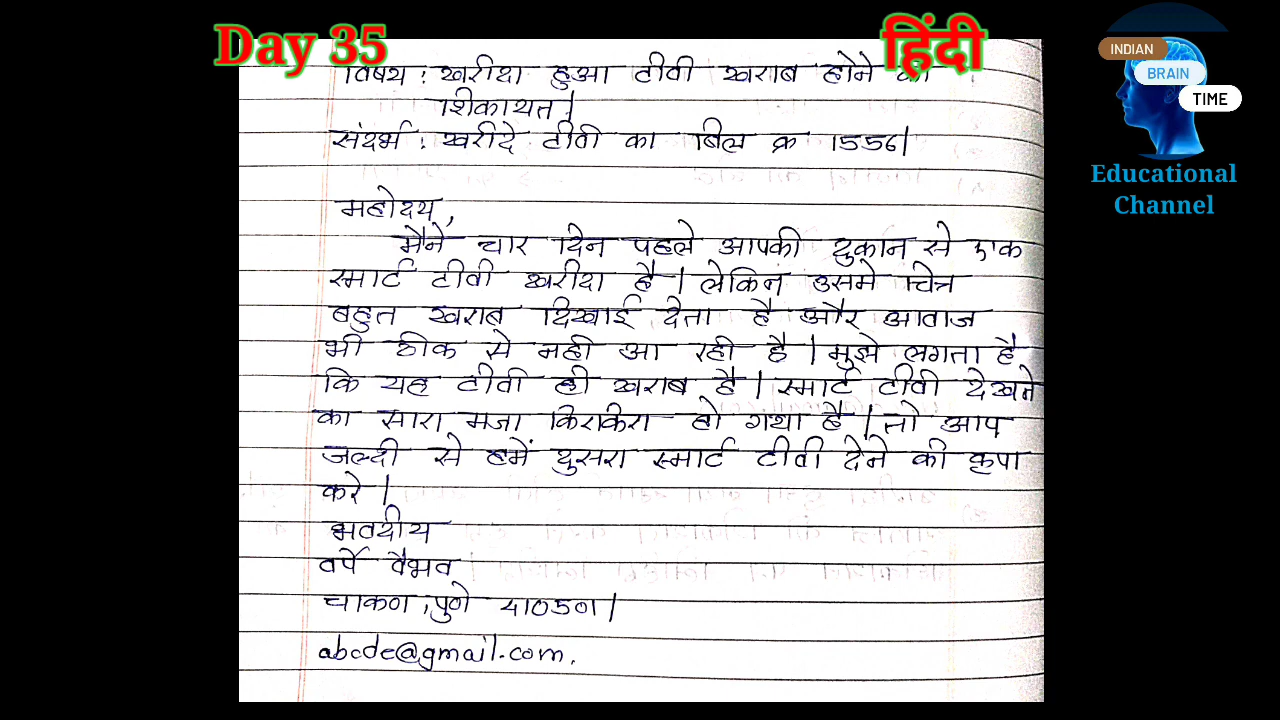 Day 35
हिंदी
INDIAN
BRAIN
TIME
Educational
Channel
विषय : खरीदा हुआ टीवी खराब होने की
शिकायत |
संदर्भ : खरीदे टीवी का बिल क्र 1556|
महोदय,
मैने चार दिन पहले आपकी दुकान से एक
स्मार्ट टीवी खरीदा है | लेकिन उसमे चित्र
बहुत खराब दिखाई देता है और आवाज
भी ठीक से नही आ रही है | मुझे लगता है
कि यह टीवी ही खराब है | स्मार्ट टीवी देखने
का सारा मजा किरकिरा हो गया है | तो आप
जल्दी से हमें दुसरा स्मार्ट टीवी देने की कृपा
करे |
भवदीय
वर्पे वैभव
चाकण, पुणे 410501|
abcde@gmail.com.